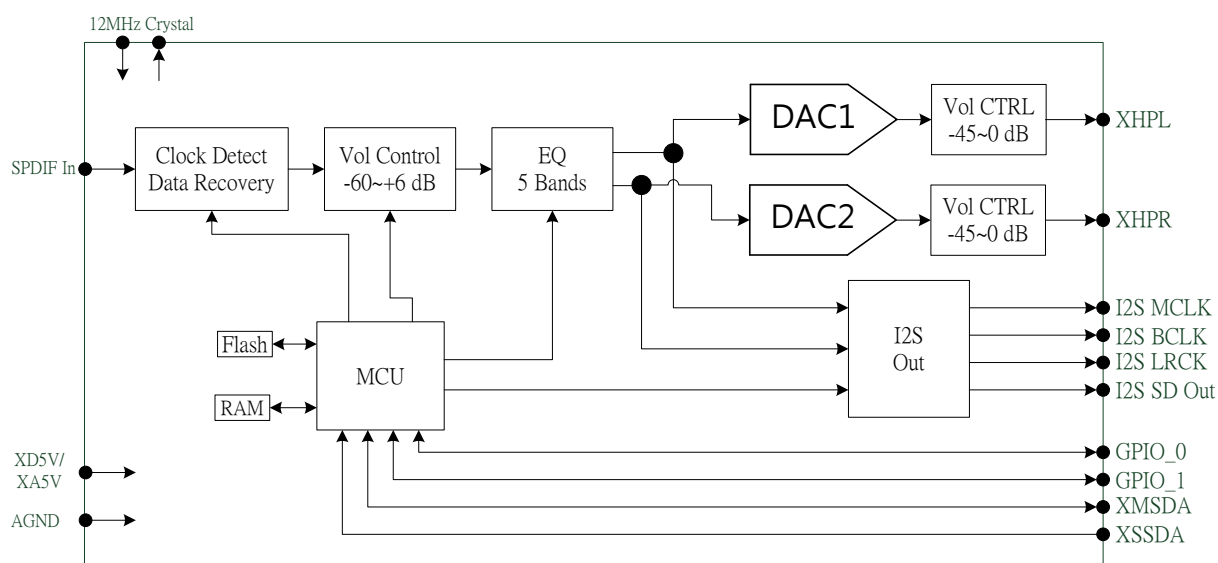 12MHz Crystal
SPDIF In
Clock Detect
Data Recovery
Vol Control
-60~+6 dB
EQ
5 Bands
DAC1
Vol CTRL
-45~0 dB
XHPL
DAC2
Vol CTRL
-45~0 dB
XHPR
I2S
Out
I2S MCLK
I2S BCLK
I2S LRCK
I2S SD Out
Flash
RAM
MCU
GPIO_0
GPIO_1
XMSDA
XSSDA
XD5V/
XA5V
AGND